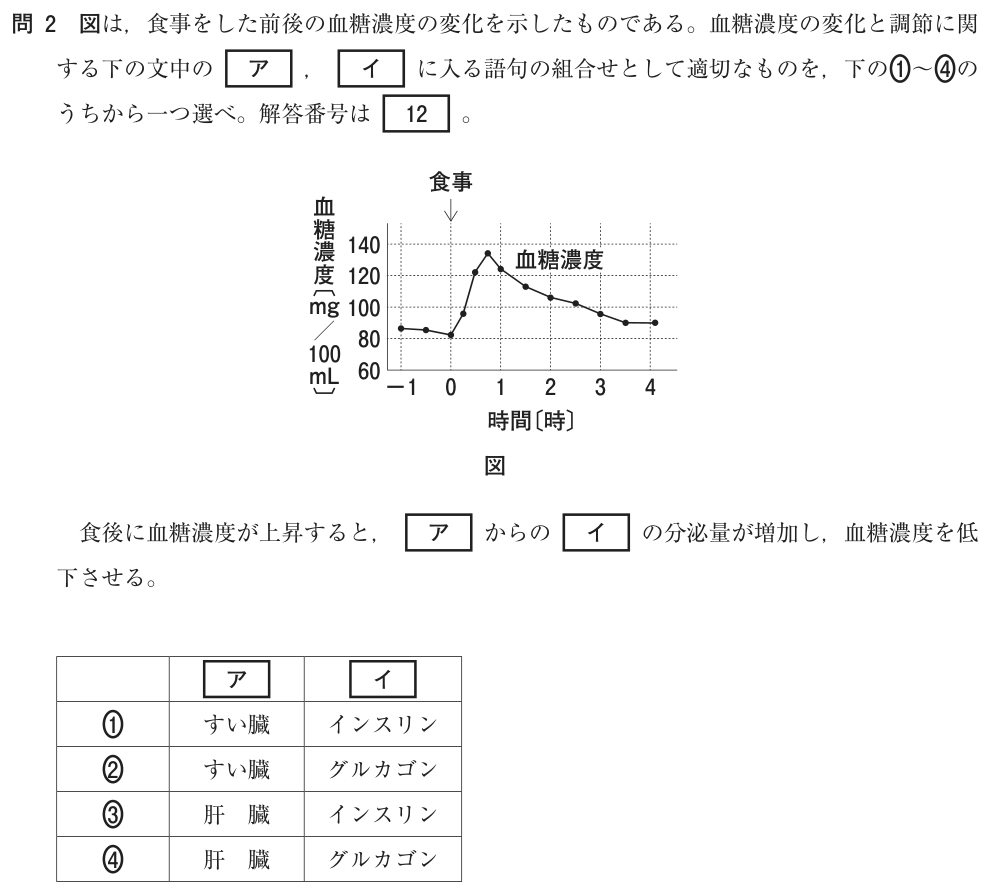 問 2 図は，食事をした前後の血糖濃度の変化を示したものである。血糖濃度の変化と調節に関
する下の文中の ア ， イ に入る語句の組合せとして適切なものを，下の①～④の
うちから一つ選べ。解答番号は 12 。
食事
血糖濃度〔mg／100mL〕
血糖濃度
140
120
100
80
60
－1 0 1 2 3 4
時間〔時〕
図
食後に血糖濃度が上昇すると， ア からの イ の分泌量が増加し，血糖濃度を低
下させる。
ア イ
① すい臓 インスリン
② すい臓 グルカゴン
③ 肝　臓 インスリン
④ 肝　臓 グルカゴン